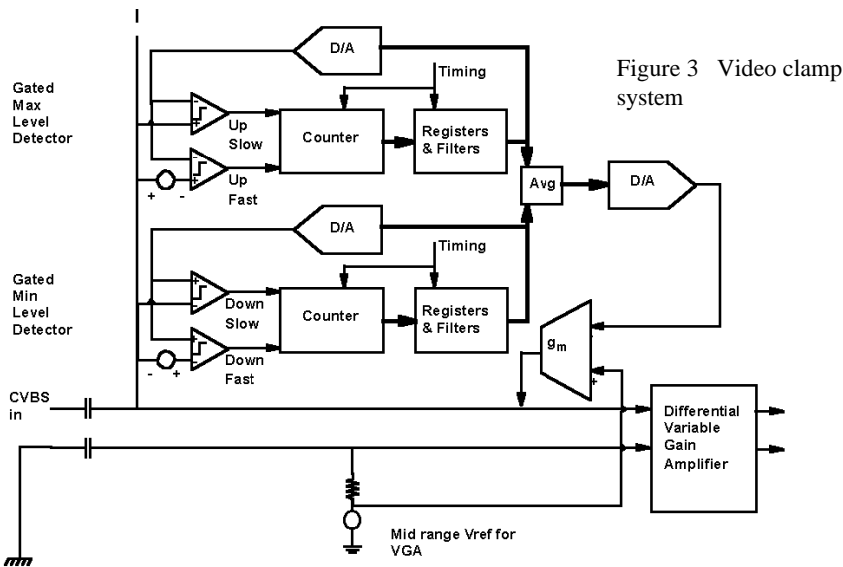 D/A
Timing
Figure 3 Video clamp
system
Gated
Max
Level
Detector
-
+
Up
Slow
Counter
Registers
& Filters
-
+ -
Up
Fast
Avg
D/A
D/A
Timing
Gated
Min
Level
Detector
+
-
Down
Slow
Counter
Registers
& Filters
+
-
- +
Down
Fast
gm
-
+
CVBS
in
Differential
Variable
Gain
Amplifier
Mid range Vref for
VGA